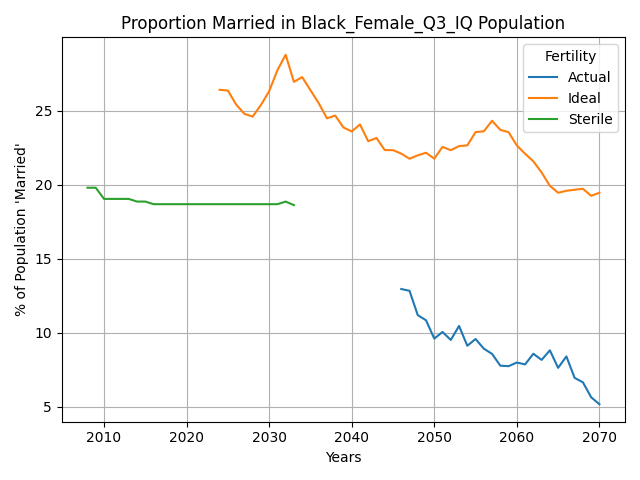 Proportion Married in Black_Female_Q3_IQ Population
% of Population 'Married'
25
20
15
10
5
2010 2020 2030 2040 2050 2060 2070
Years
Fertility
Actual
Ideal
Sterile